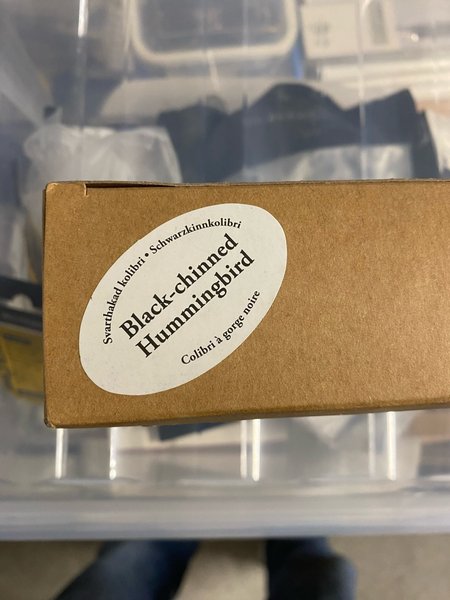 Svarthakad kolibri • Schwarzkinnkolibri
Black-chinned
Hummingbird
Colibri à gorge noire